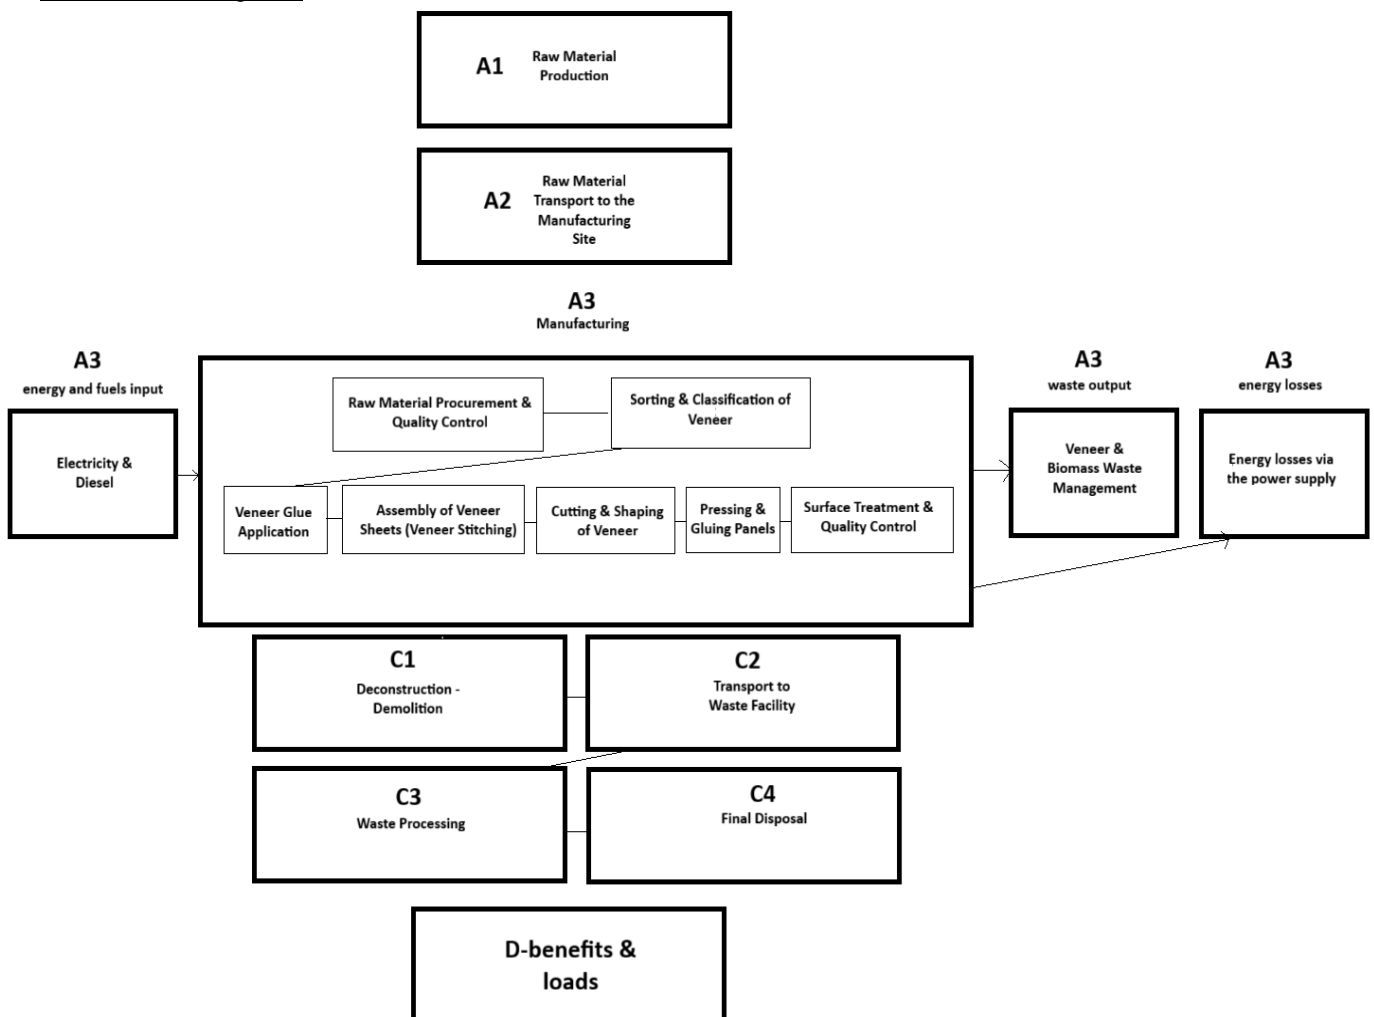 A1
Raw Material
Production
A2
Raw Material
Transport to the
Manufacturing
Site
A3
Manufacturing
A3
energy and fuels input
Electricity &
Diesel
Raw Material Procurement &
Quality Control
Sorting & Classification of
Veneer
Veneer Glue
Application
Assembly of Veneer
Sheets (Veneer Stitching)
Cutting & Shaping
of Veneer
Pressing &
Gluing Panels
Surface Treatment &
Quality Control
A3
waste output
Veneer &
Biomass Waste
Management
A3
energy losses
Energy losses via
the power supply
C1
Deconstruction -
Demolition
C2
Transport to
Waste Facility
C3
Waste Processing
C4
Final Disposal
D-benefits &
loads